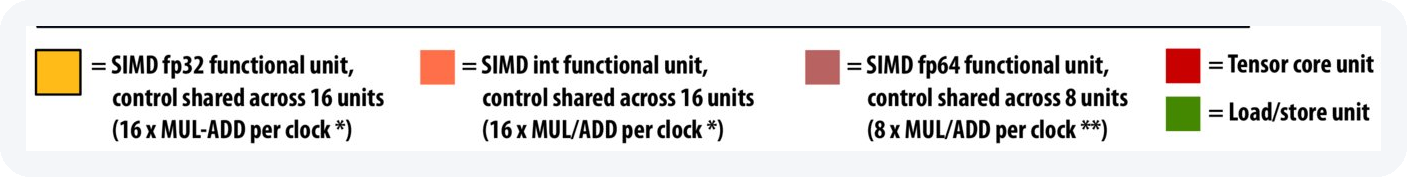 = SIMD fp32 functional unit,
control shared across 16 units
(16 x MUL-ADD per clock *)
= SIMD int functional unit,
control shared across 16 units
(16 x MUL/ADD per clock *)
= SIMD fp64 functional unit,
control shared across 8 units
(8 x MUL/ADD per clock **)
= Tensor core unit
= Load/store unit